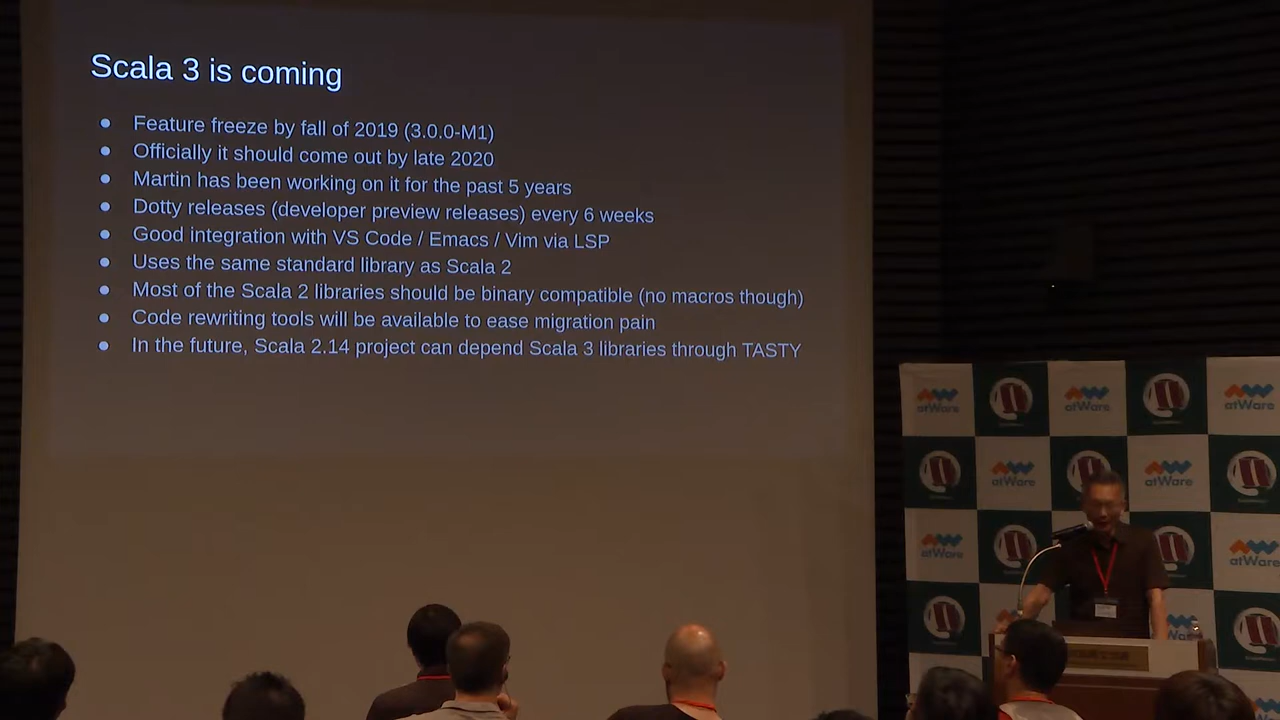 Scala 3 is coming
● Feature freeze by fall of 2019 (3.0.0-M1)
● Officially it should come out by late 2020
● Martin has been working on it for the past 5 years
● Dotty releases (developer preview releases) every 6 weeks
● Good integration with VS Code / Emacs / Vim via LSP
● Uses the same standard library as Scala 2
● Most of the Scala 2 libraries should be binary compatible (no macros though)
● Code rewriting tools will be available to ease migration pain
● In the future, Scala 2.14 project can depend Scala 3 libraries through TASTY
atWare
atWare
atWare
atWare
atWare
atWare
atWare